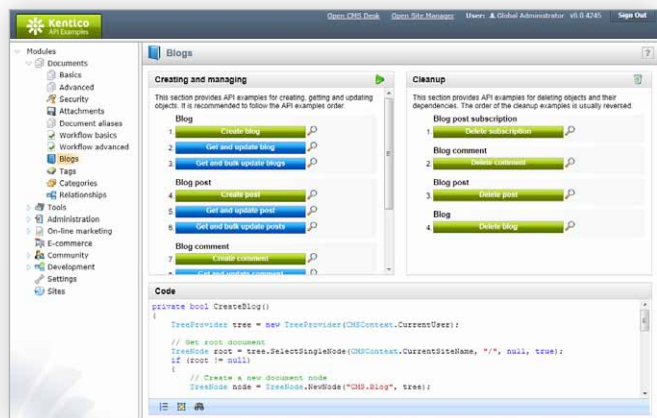 Kentico
API Examples
Open CMS Desk Open Site Manager User: Global Administrator v6.0.4245 Sign Out
Modules
Documents
Basics
Advanced
Security
Attachments
Document aliases
Workflow basics
Workflow advanced
Blogs
Tags
Categories
Relationships
Tools
Administration
On-line marketing
E-commerce
Community
Development
Settings
Sites
Blogs
?
Creating and managing
This section provides API examples for creating, getting and updating
objects. It is recommended to follow the API examples order.
Blog
1. Create blog
2. Get and update blog
3. Get and bulk update blogs
Blog post
4. Create post
5. Get and update post
6. Get and bulk update posts
Blog comment
7. Create comment
8. Get and update comment
Cleanup
This section provides API examples for deleting objects and their
dependencies. The order of the cleanup examples is usually reversed.
Blog post subscription
1. Delete subscription
Blog comment
2. Delete comment
Blog post
3. Delete post
Blog
4. Delete blog
Code
private bool CreateBlog()
{
TreeProvider tree = new TreeProvider(CMSContext.CurrentUser);
// Get root document
TreeNode root = tree.SelectSingleNode(CMSContext.CurrentSiteName, "/", null, true);
if (root != null)
{
// Create a new document node
TreeNode node = TreeNode.NewNode("CMS.Blog", tree);